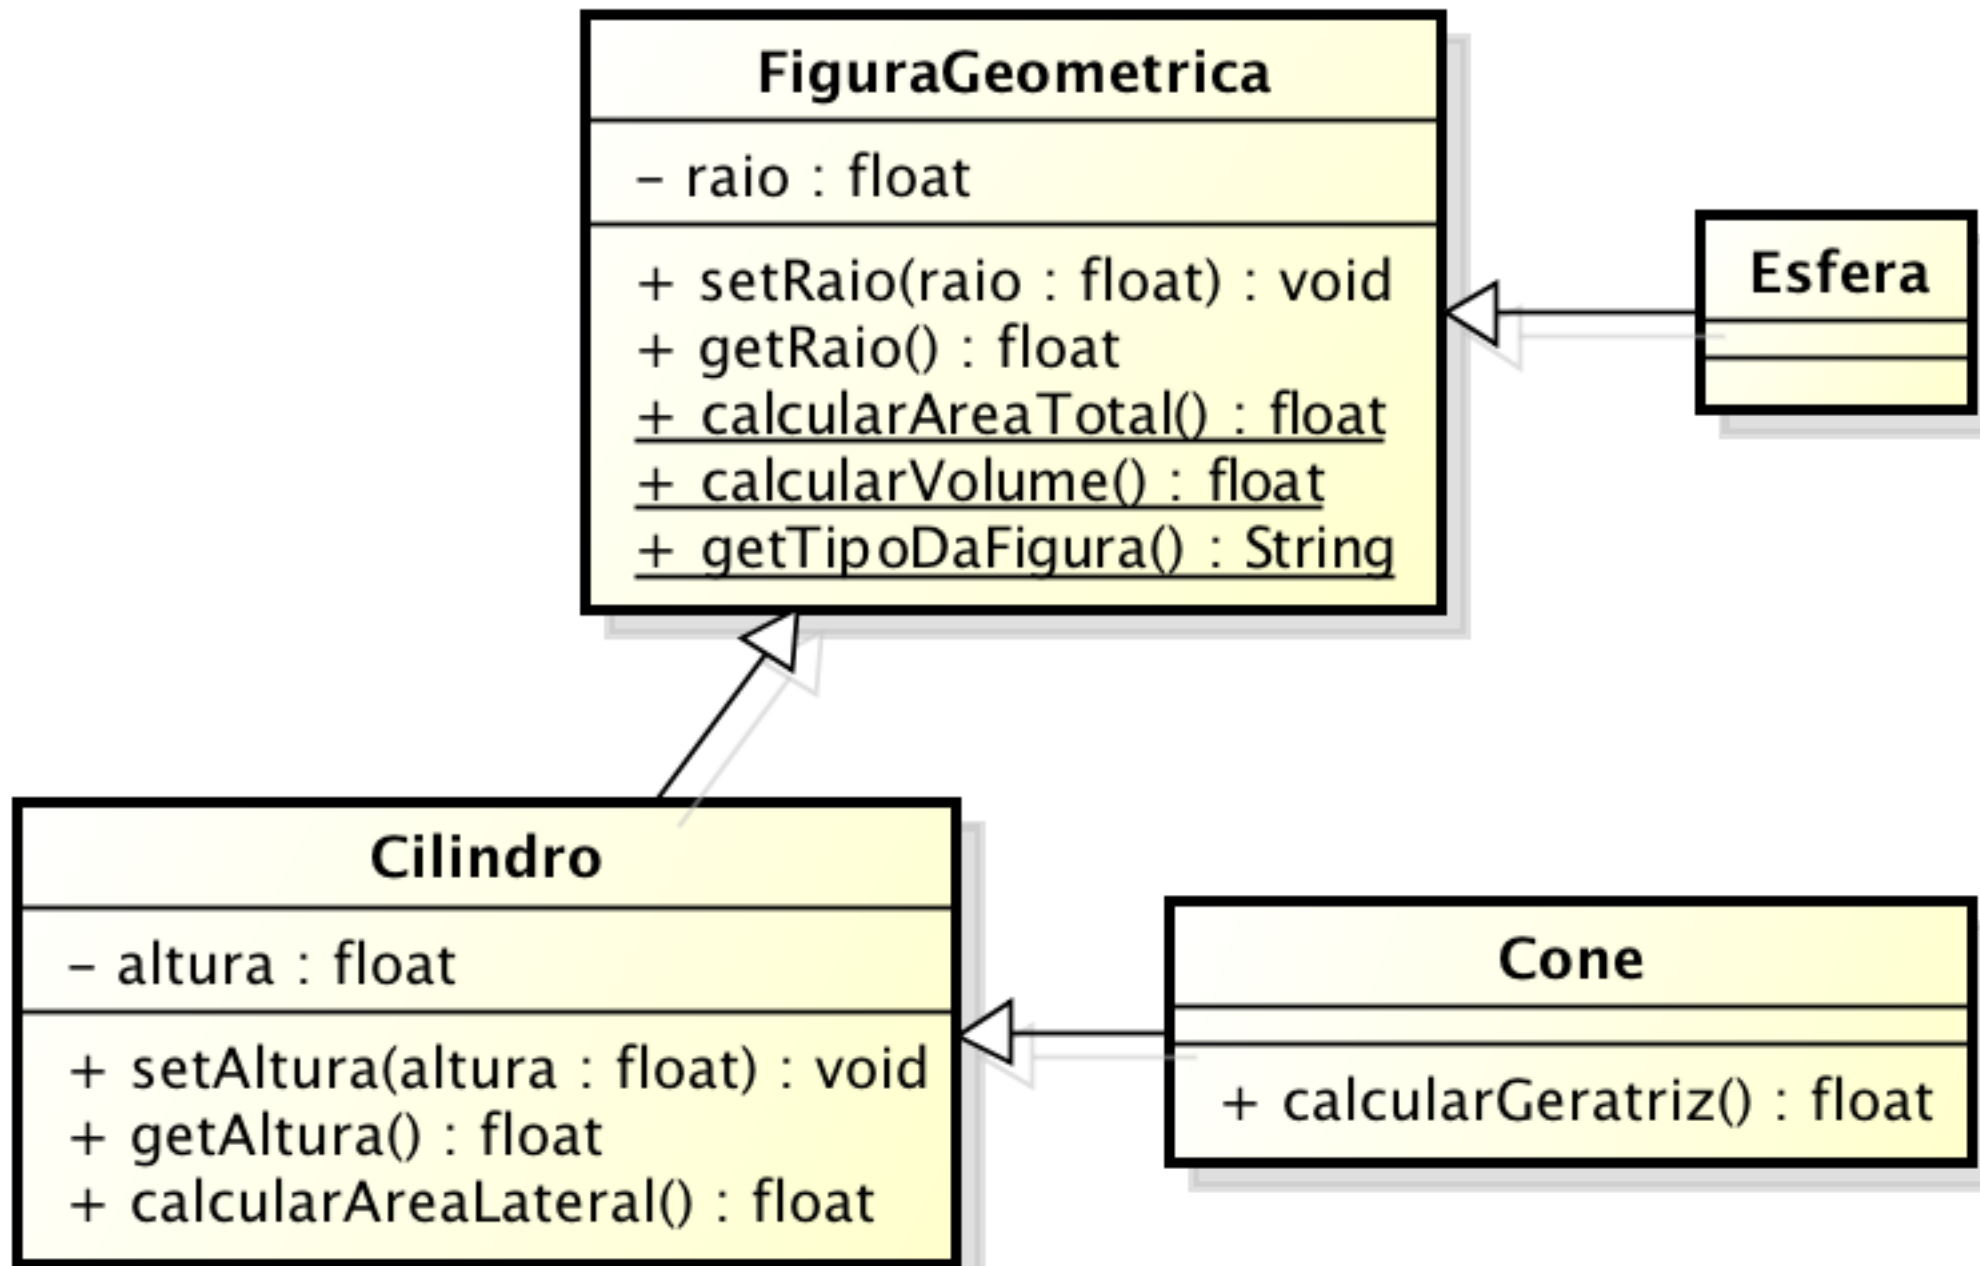 FiguraGeometrica
- raio : float
+ setRaio(raio : float) : void
+ getRaio() : float
+ calcularAreaTotal() : float
+ calcularVolume() : float
+ getTipoDaFigura() : String
Esfera
Cilindro
- altura : float
+ setAltura(altura : float) : void
+ getAltura() : float
+ calcularAreaLateral() : float
Cone
+ calcularGeratriz() : float